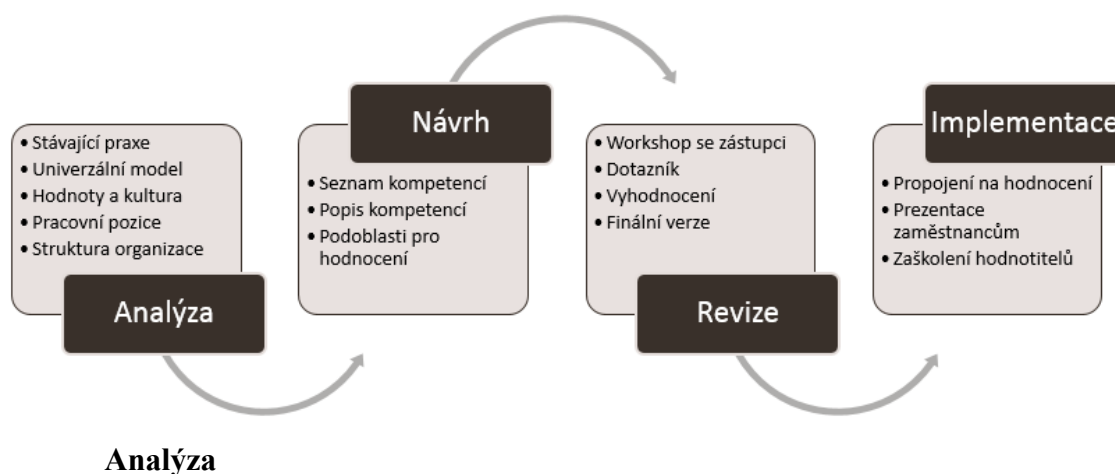 Analýza
• Stávající praxe
• Univerzální model
• Hodnoty a kultura
• Pracovní pozice
• Struktura organizace
Návrh
• Seznam kompetencí
• Popis kompetencí
• Podoblasti pro
hodnocení
• Workshop se zástupci
• Dotazník
• Vyhodnocení
• Finální verze
Revize
Implementace
• Propojení na hodnocení
• Prezentace
zaměstnancům
• Zaškolení hodnotitelů
Analýza